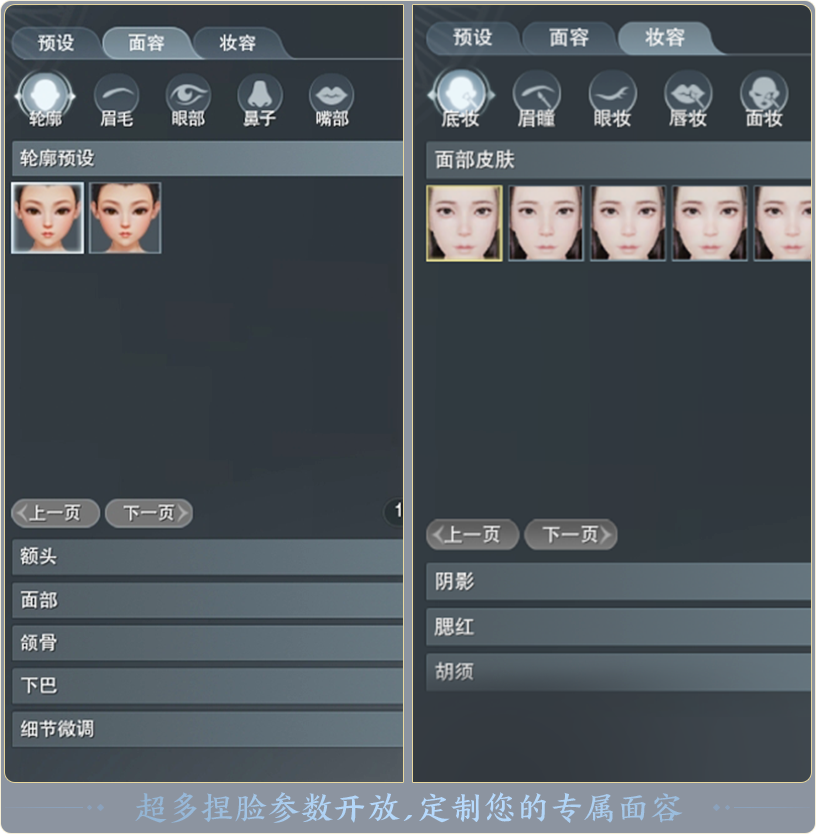 预设 面容 妆容
轮廓 眉毛 眼部 鼻子 嘴部
轮廓预设
上一页 下一页 1
额头
面部
颌骨
下巴
细节微调
预设 面容 妆容
底妆 眉瞳 眼妆 唇妆 面妆
面部皮肤
上一页 下一页
阴影
腮红
胡须
超多捏脸参数开放,定制您的专属面容